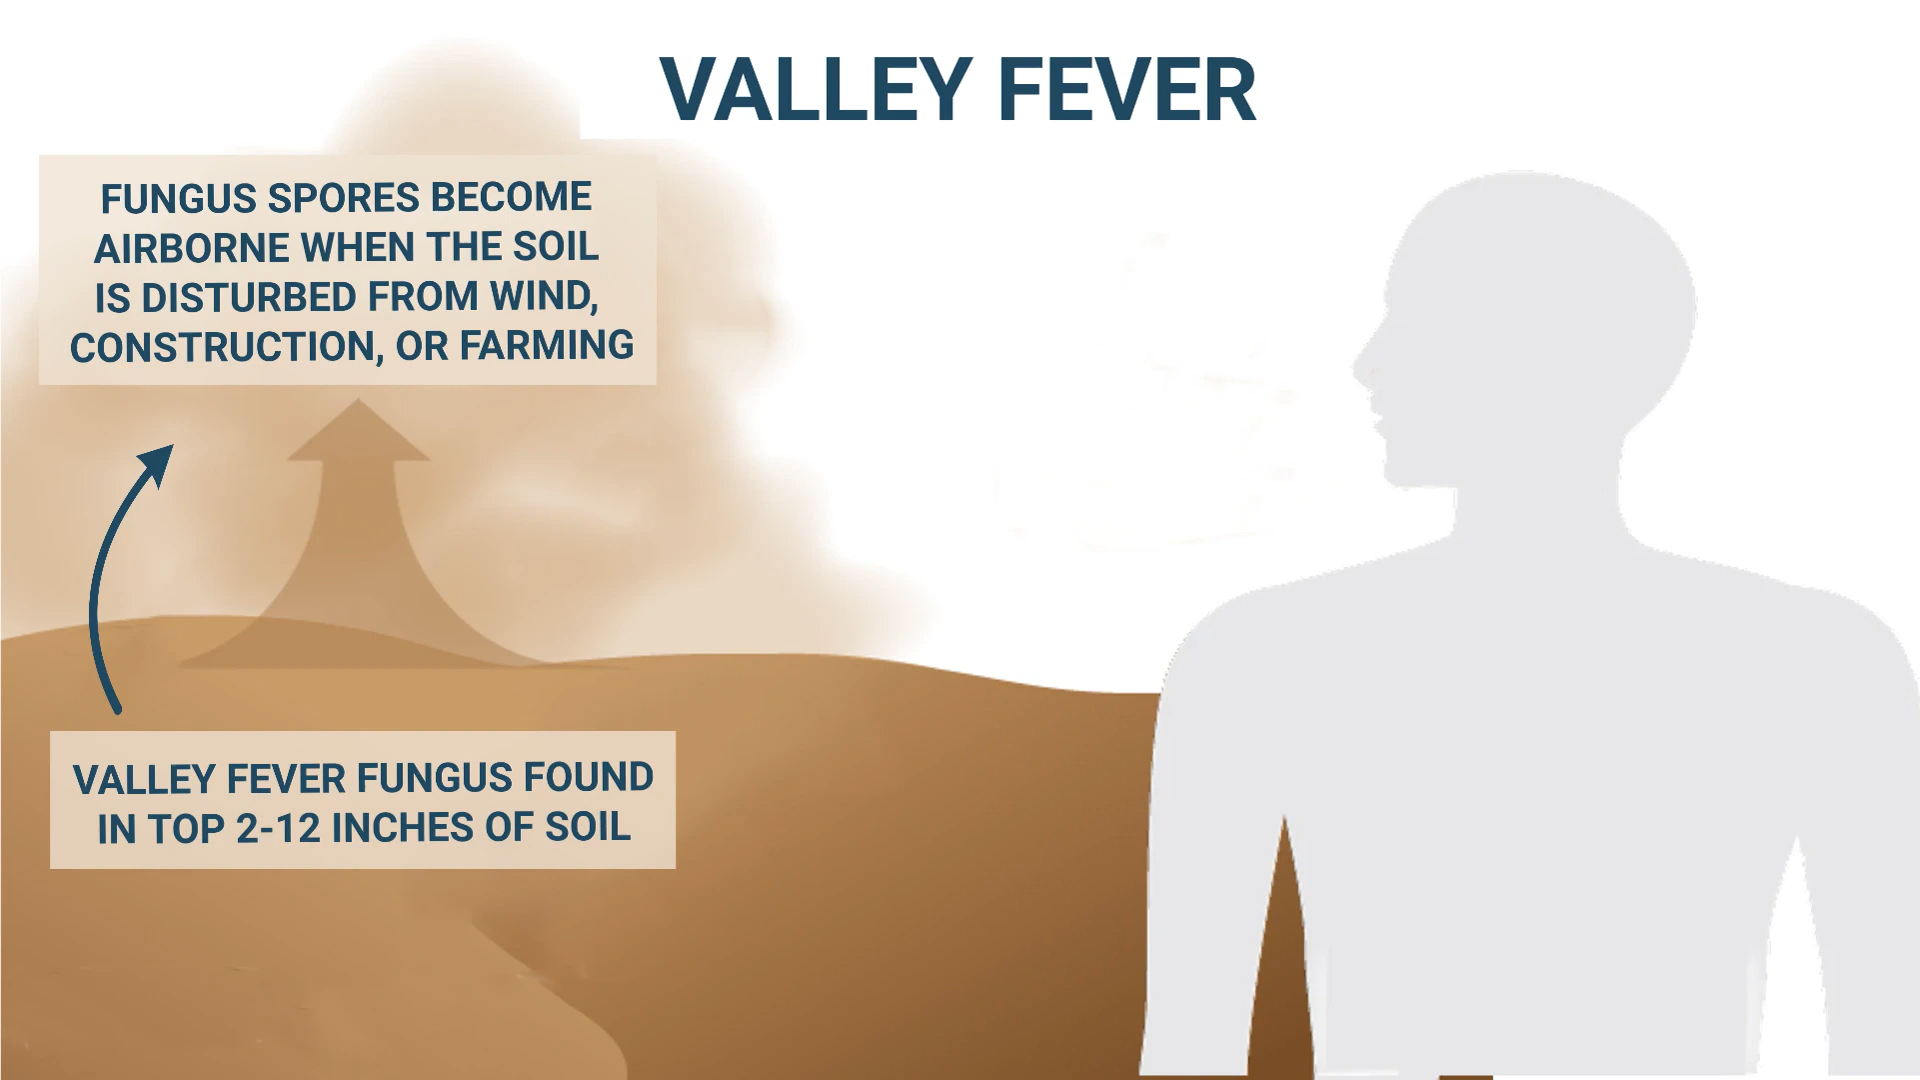 VALLEY FEVER
FUNGUS SPORES BECOME
AIRBORNE WHEN THE SOIL
IS DISTURBED FROM WIND,
CONSTRUCTION, OR FARMING
VALLEY FEVER FUNGUS FOUND
IN TOP 2-12 INCHES OF SOIL